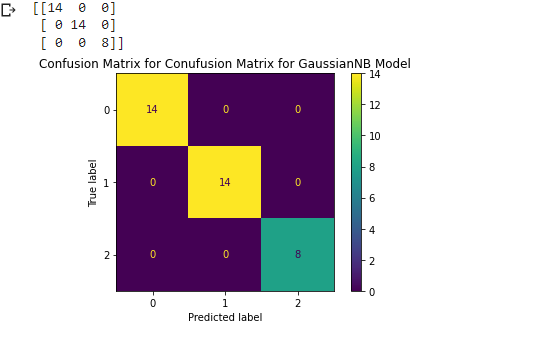 [[14  0  0]
 [ 0 14  0]
 [ 0  0  8]]
Confusion Matrix for Conufusion Matrix for GaussianNB Model
14 0 0
0 14 0
0 0 8
0
1
2
True label
0 1 2
Predicted label
14
12
10
8
6
4
2
0